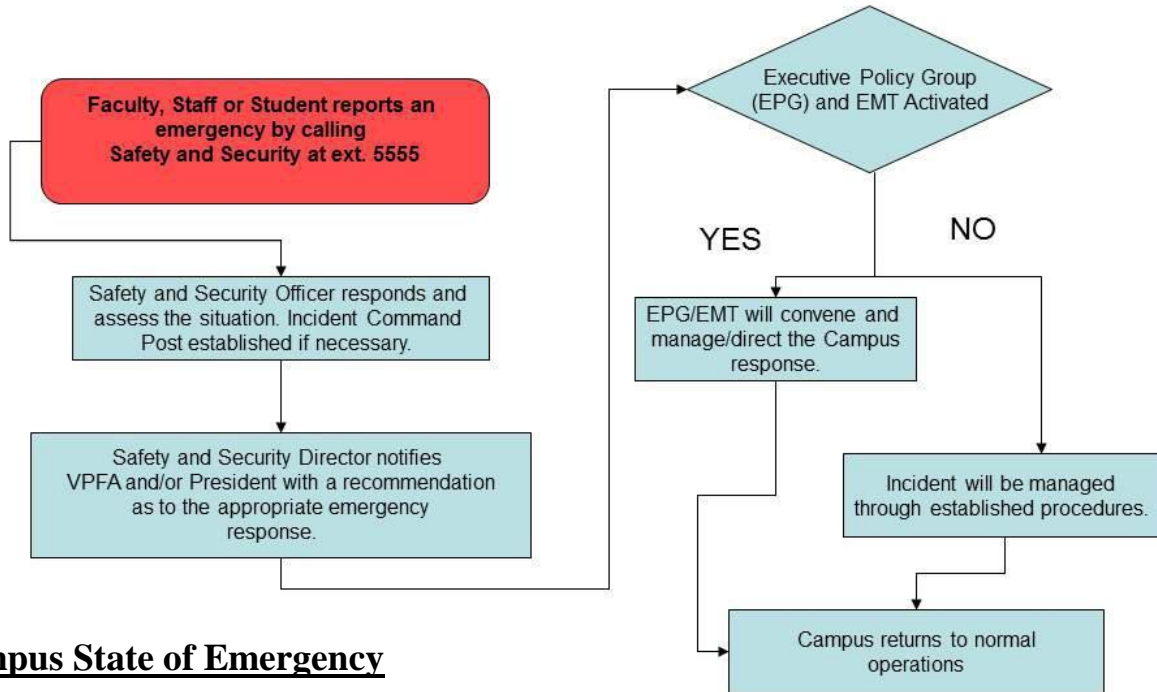 Faculty, Staff or Student reports an
emergency by calling
Safety and Security at ext. 5555
Safety and Security Officer responds and
assess the situation. Incident Command
Post established if necessary.
Safety and Security Director notifies
VPFA and/or President with a recommendation
as to the appropriate emergency
response.
Executive Policy Group
(EPG) and EMT Activated
YES
NO
EPG/EMT will convene and
manage/direct the Campus
response.
Incident will be managed
through established procedures.
Campus returns to normal
operations
State of Emergency